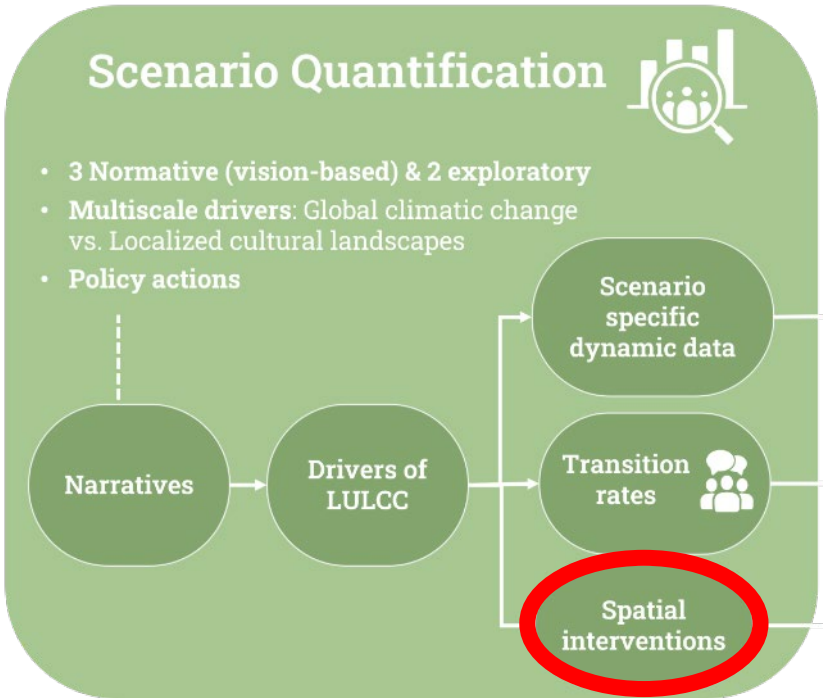 Scenario Quantification
• 3 Normative (vision-based) & 2 exploratory
• Multiscale drivers: Global climatic change
vs. Localized cultural landscapes
• Policy actions
Narratives
Drivers of
LULCC
Scenario
specific
dynamic data
Transition
rates
Spatial
interventions